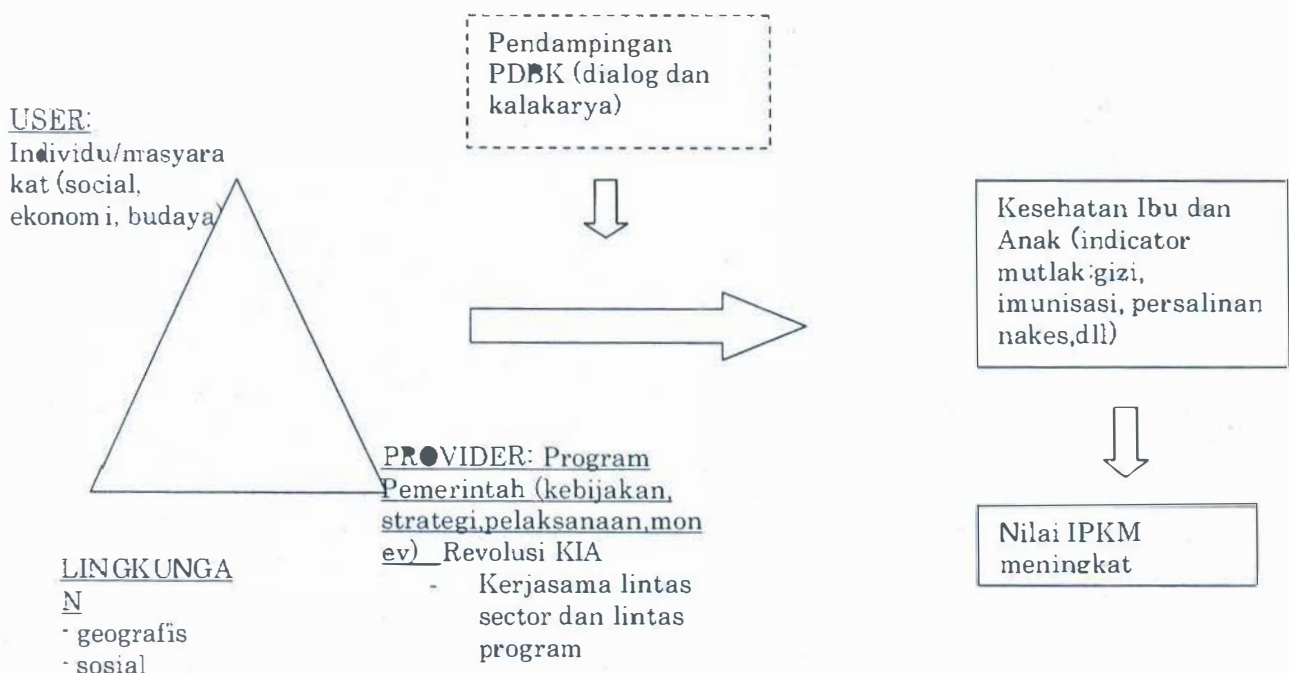 Pendampingan
PDBK (dialog dan
kalakarya)
USER:
Individu/masyara
kat (social,
ekonomi, budaya)
Kesehatan Ibu dan
Anak (indicator
mutlak:gizi,
imunisasi, persalinan
nakes,dll)
PROVIDER: Program
Pemerintah (kebijakan,
strategi,pelaksanaan,mon
ev) Revolusi KIA
- Kerjasama lintas
sector dan lintas
program
LINGKUNGA
N
- geografis
- sosial
Nilai IPKM
meningkat